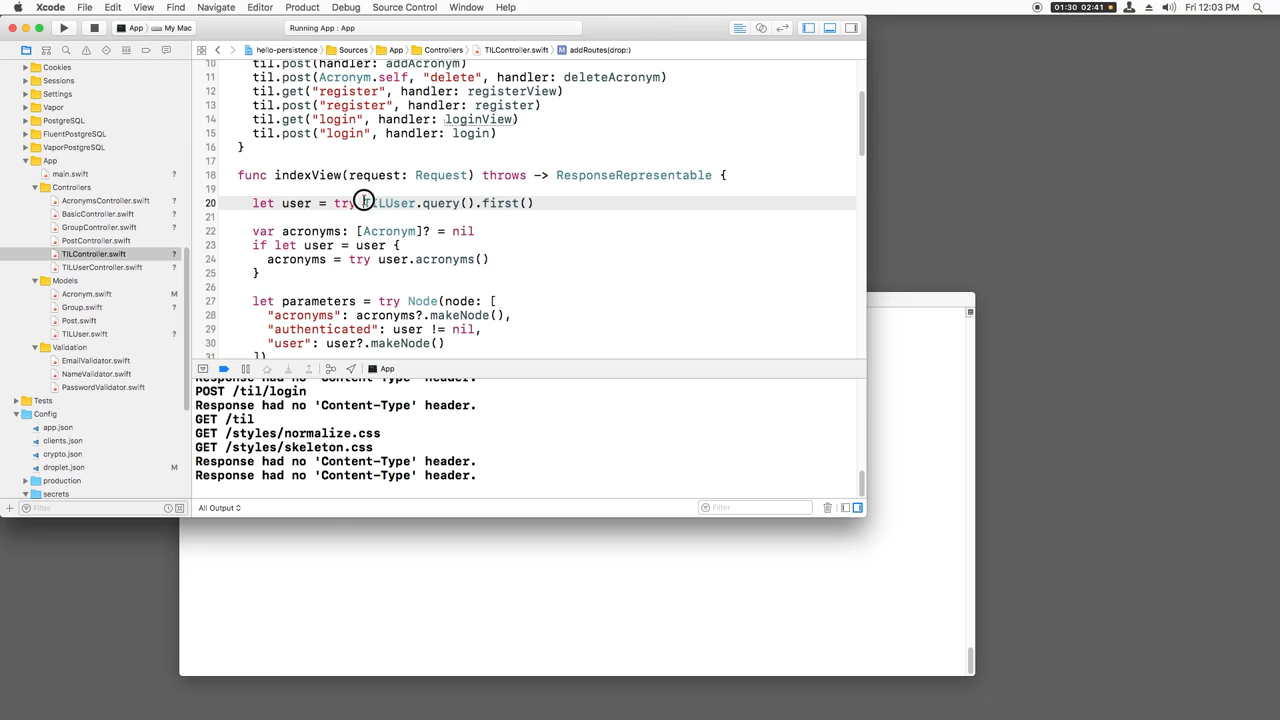 Xcode File Edit View Find Navigate Editor Product Debug Source Control Window Help 01:30 02:41 Fri 12:03 PM
App My Mac Running App : App
hello-persistence Sources App Controllers TILController.swift M addRoutes(drop:)
Cookies
Sessions
Settings
Vapor
PostgreSQL
FluentPostgreSQL
VaporPostgreSQL
App
main.swift ?
Controllers
AcronymsController.swift ?
BasicController.swift ?
GroupController.swift ?
PostController.swift
TILController.swift ?
TILUserController.swift ?
Models
Acronym.swift M
Group.swift ?
Post.swift
TILUser.swift ?
Validation
EmailValidator.swift ?
NameValidator.swift ?
PasswordValidator.swift ?
Tests
Config
app.json
clients.json
crypto.json
droplet.json M
production
secrets
Filter
10 til.post(handler: addAcronym)
11 til.post(Acronym.self, "delete", handler: deleteAcronym)
12 til.get("register", handler: registerView)
13 til.post("register", handler: register)
14 til.get("login", handler: loginView)
15 til.post("login", handler: login)
16 }
17
18 func indexView(request: Request) throws -> ResponseRepresentable {
19
20 let user = try TILUser.query().first()
21
22 var acronyms: [Acronym]? = nil
23 if let user = user {
24 acronyms = try user.acronyms()
25 }
26
27 let parameters = try Node(node: [
28 "acronyms": acronyms?.makeNode(),
29 "authenticated": user != nil,
30 "user": user?.makeNode()
31 ])
App
Response had no 'Content-Type' header.
POST /til/login
Response had no 'Content-Type' header.
GET /til
GET /styles/normalize.css
GET /styles/skeleton.css
Response had no 'Content-Type' header.
Response had no 'Content-Type' header.
All Output Filter